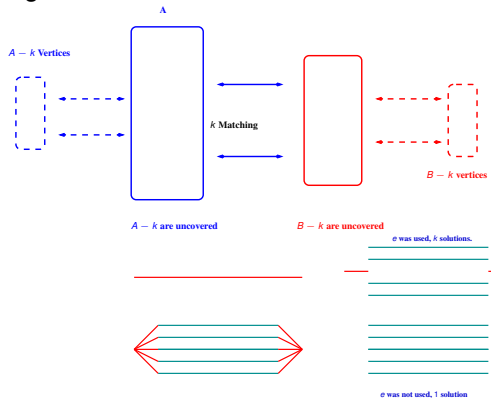 A
A − k Vertices
k Matching
B − k vertices
A − k are uncovered
B − k are uncovered
e was used, k solutions.
e was not used, 1 solution